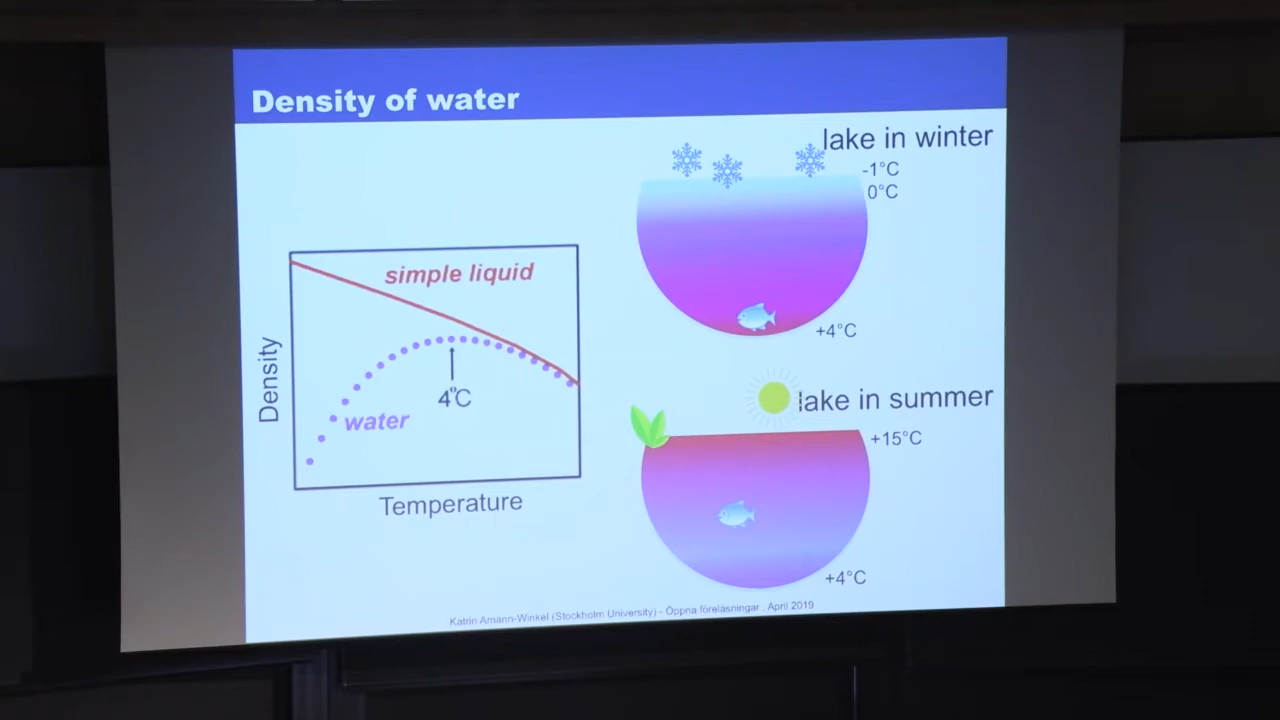 Density of water
lake in winter
-1°C
0°C
+4°C
simple liquid
Density
4°C
water
Temperature
lake in summer
+15°C
+4°C
Katrin Amann-Winkel (Stockholm University) - Öppna föreläsningar . April 2019